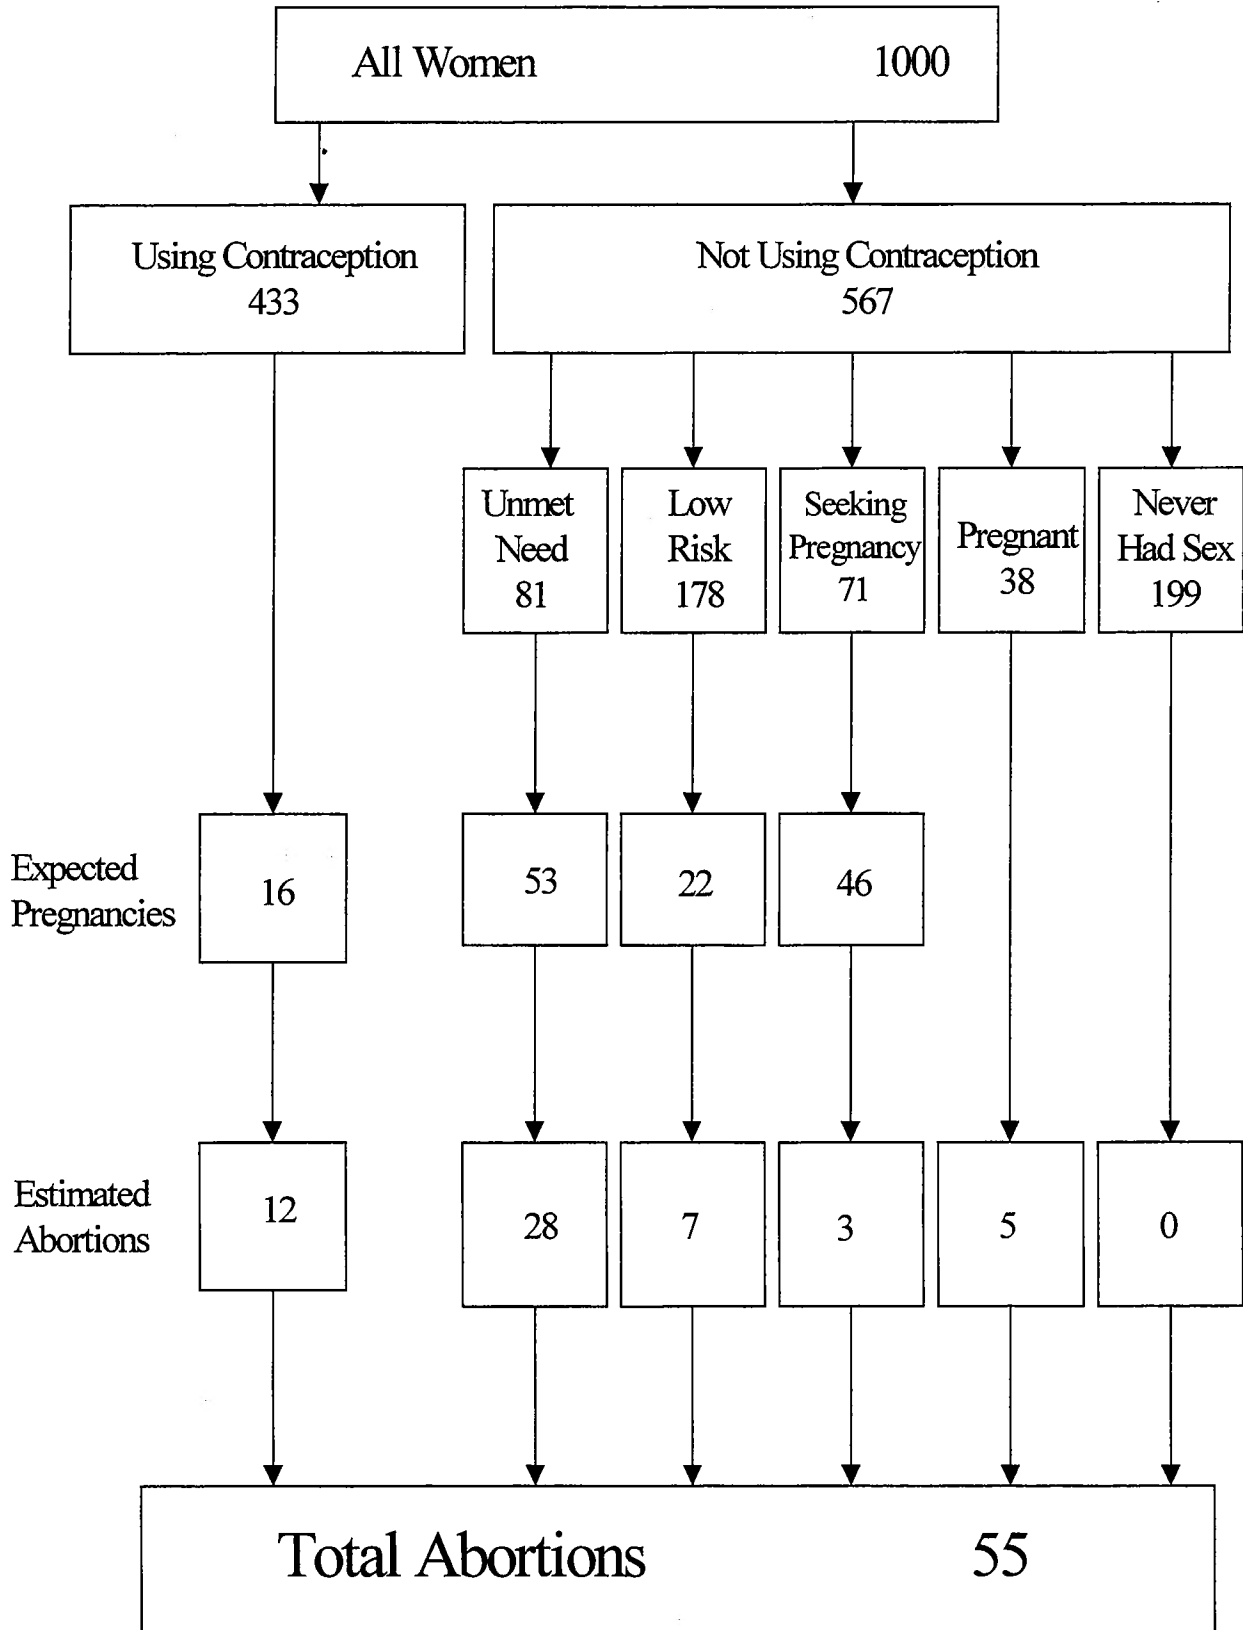 All Women 1000
Using Contraception
433
Not Using Contraception
567
Unmet
Need
81
Low
Risk
178
Seeking
Pregnancy
71
Pregnant
38
Never
Had Sex
199
Expected
Pregnancies
16
53
22
46
Estimated
Abortions
12
28
7
3
5
0
Total Abortions 55